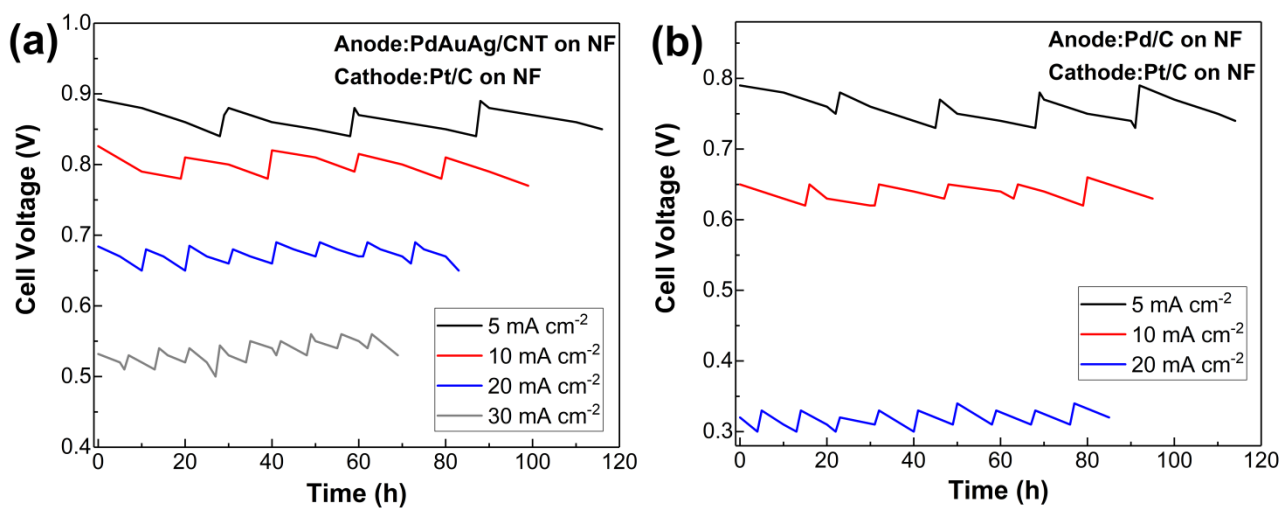 (a)
Anode:PdAuAg/CNT on NF
Cathode:Pt/C on NF
Cell Voltage (V)
1.0
0.9
0.8
0.7
0.6
0.5
0.4
5 mA cm-2
10 mA cm-2
20 mA cm-2
30 mA cm-2
0 20 40 60 80 100 120
Time (h)
(b)
Anode:Pd/C on NF
Cathode:Pt/C on NF
Cell Voltage (V)
0.8
0.7
0.6
0.5
0.4
0.3
5 mA cm-2
10 mA cm-2
20 mA cm-2
0 20 40 60 80 100 120
Time (h)